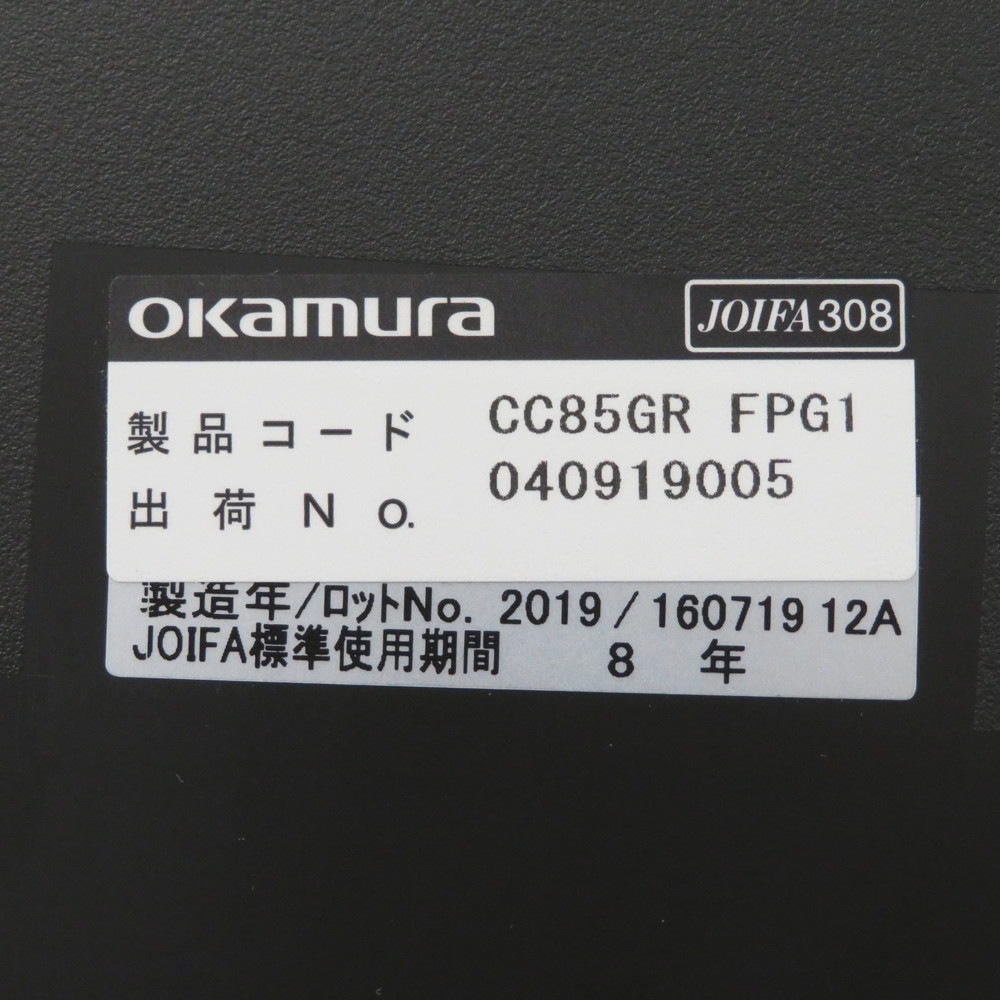 okamura
JOIFA308
製品コード CC85GR FPG1
出荷No. 040919005
製造年/ロットNo. 2019/160719 12A
JOIFA標準使用期間 8年